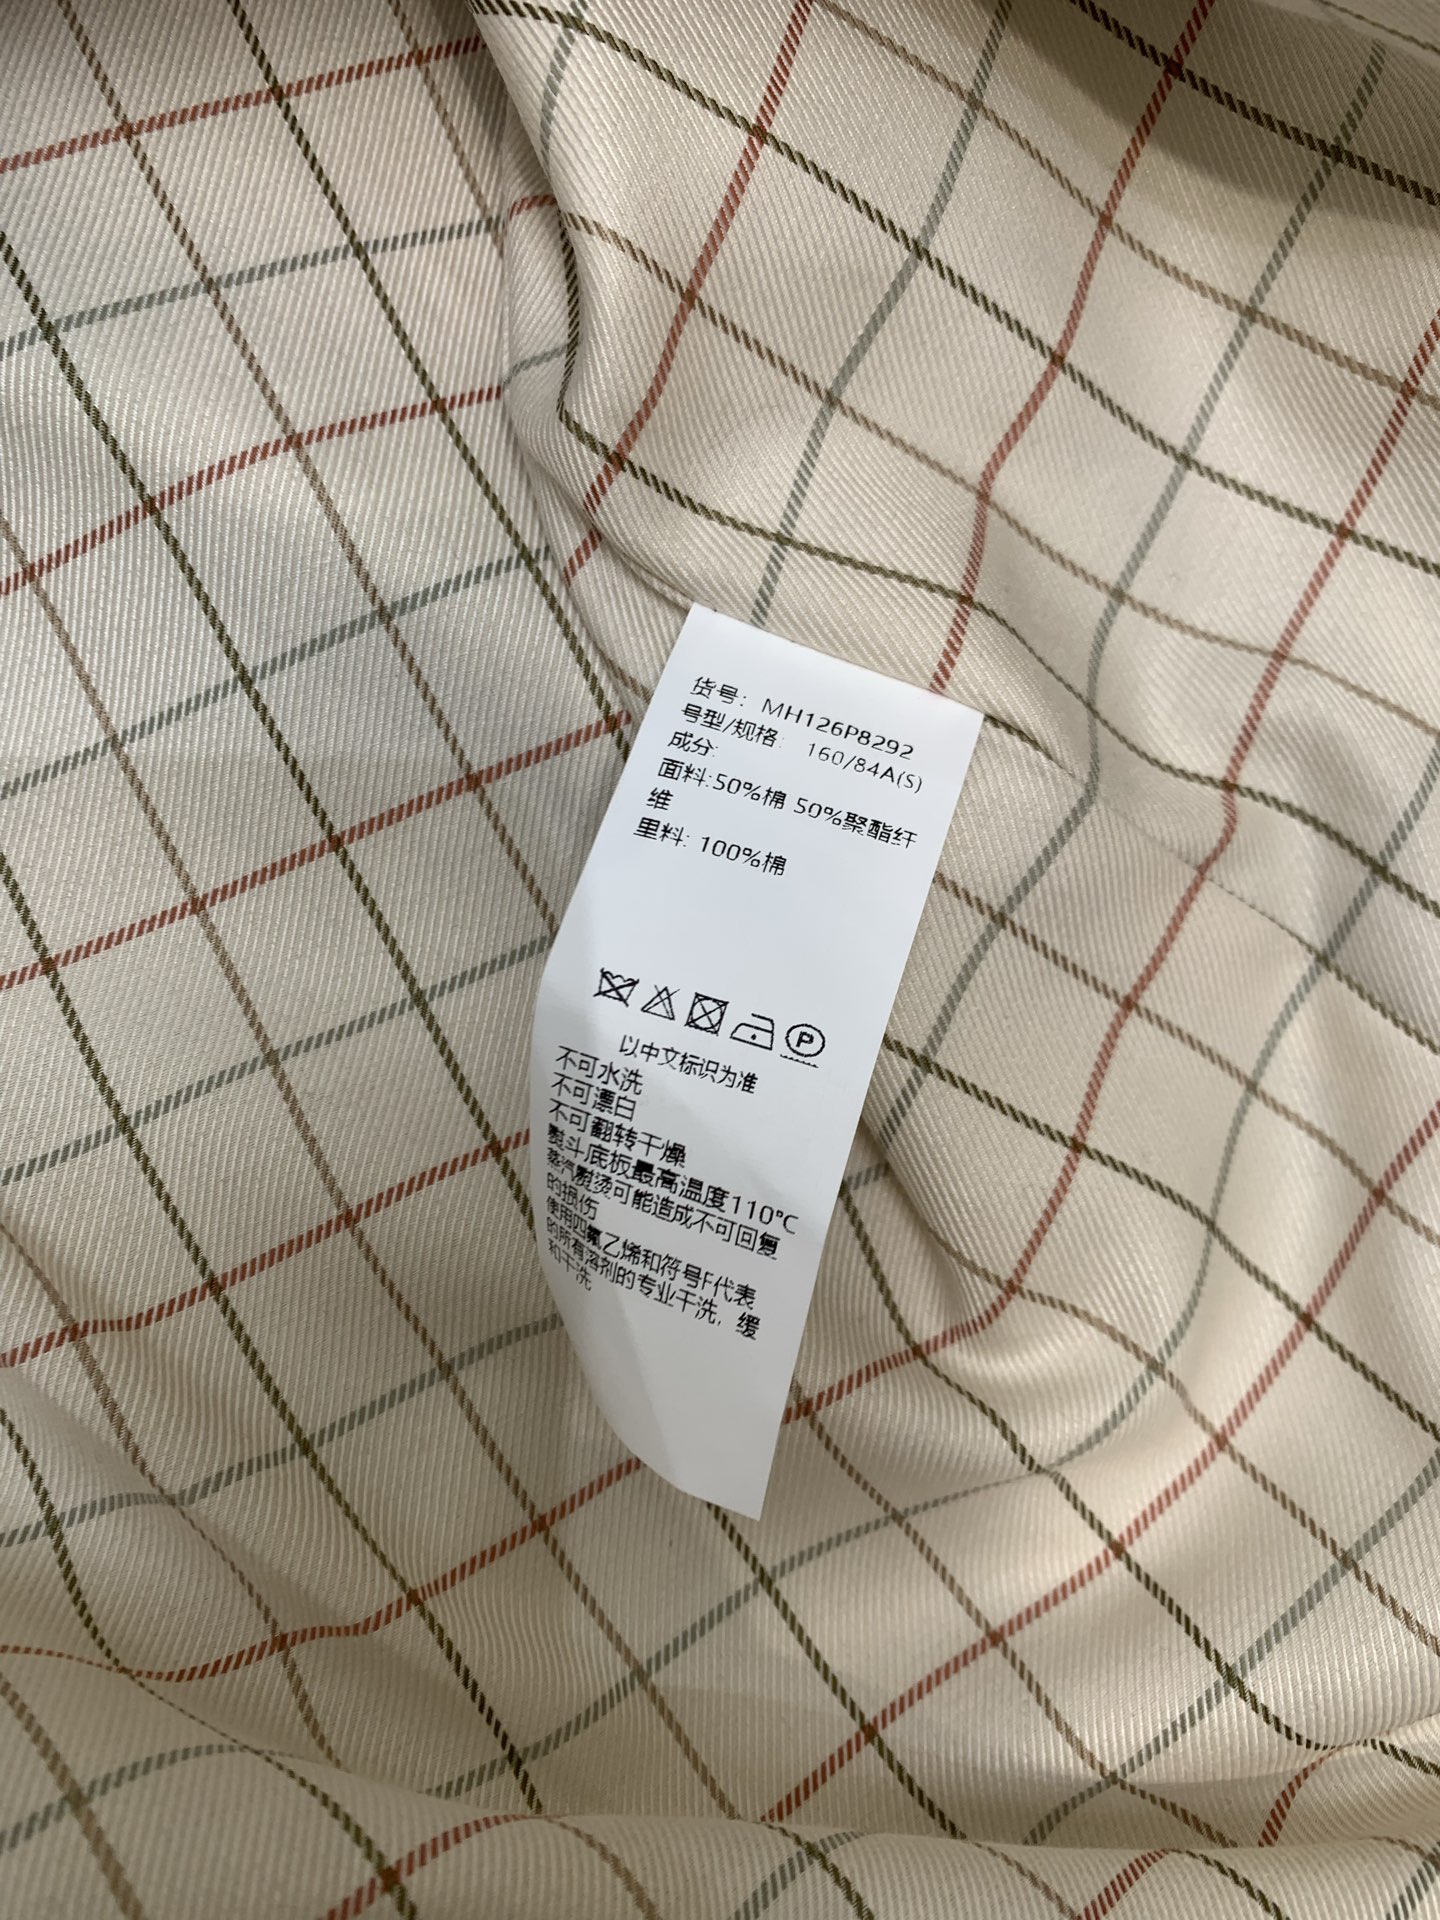 货号: MH126P8292
号型/规格: 160/84A(S)
成分:
面料:50%棉 50%聚酯纤
维
里料: 100%棉
P
以中文标识为准
不可水洗
不可漂白
不可翻转干燥
熨斗底板最高温度110℃
蒸汽熨烫可能造成不可回复
的损伤
使用四氯乙烯和符号F代表
的所有溶剂的专业干洗, 缓
和干洗